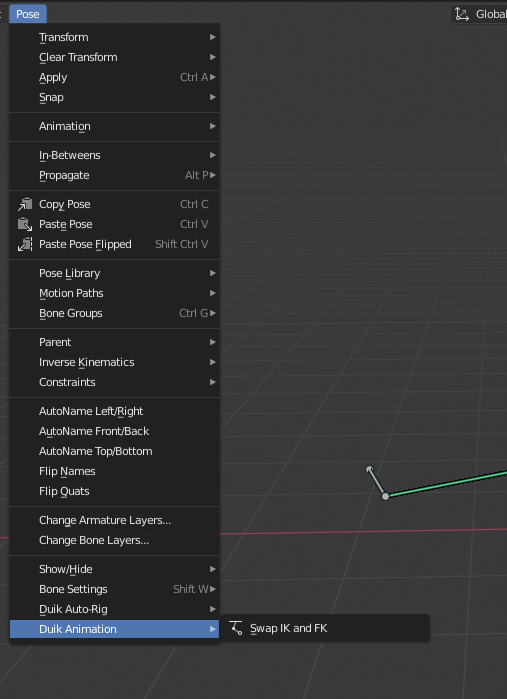 Pose
Global
Transform
Clear Transform
Apply Ctrl A
Snap
Animation
In-Betweens
Propagate Alt P
Copy Pose Ctrl C
Paste Pose Ctrl V
Paste Pose Flipped Shift Ctrl V
Pose Library
Motion Paths
Bone Groups Ctrl G
Parent
Inverse Kinematics
Constraints
AutoName Left/Right
AutoName Front/Back
AutoName Top/Bottom
Flip Names
Flip Quats
Change Armature Layers...
Change Bone Layers...
Show/Hide
Bone Settings Shift W
Duik Auto-Rig
Duik Animation
Swap IK and FK